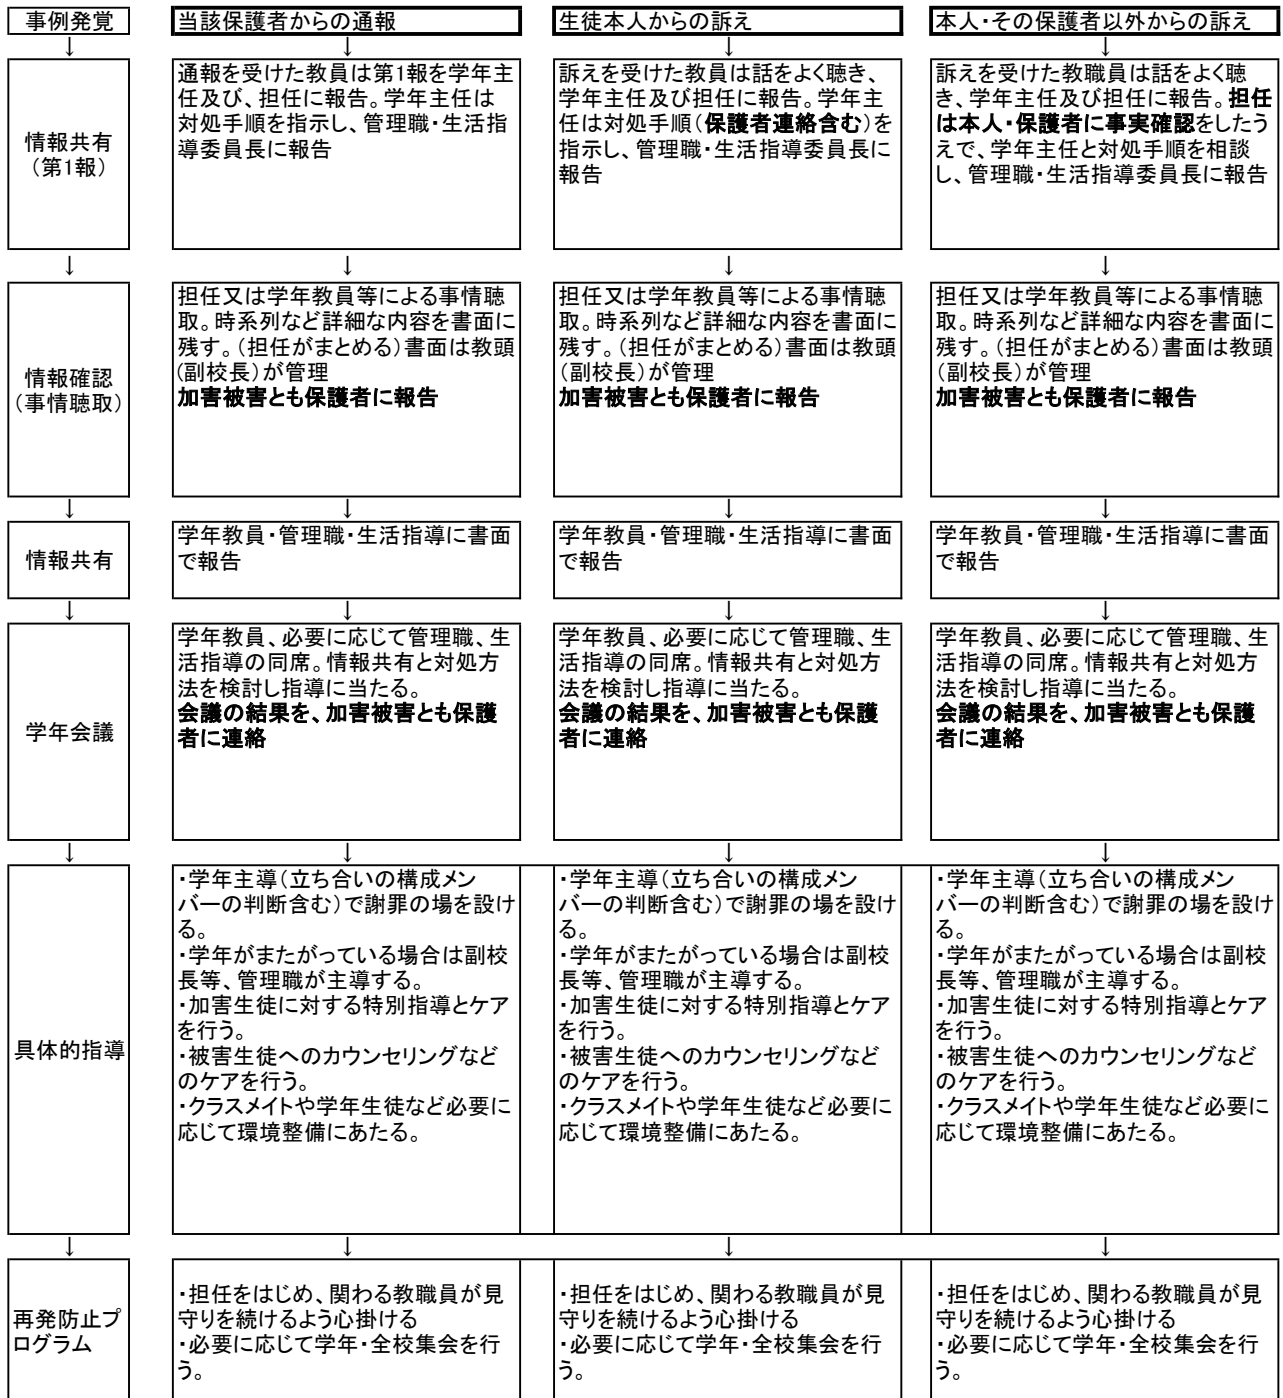 事例発覚
当該保護者からの通報
生徒本人からの訴え
本人・その保護者以外からの訴え
↓
↓
↓
↓
情報共有
（第1報）
通報を受けた教員は第1報を学年主
任及び、担任に報告。学年主任は
対処手順を指示し、管理職・生活指
導委員長に報告
訴えを受けた教員は話をよく聴き、
学年主任及び担任に報告。学年主
任は対処手順（保護者連絡含む）を
指示し、管理職・生活指導委員長に
報告
訴えを受けた教職員は話をよく聴
き、学年主任及び担任に報告。担任
は本人・保護者に事実確認をしたう
えで、学年主任と対処手順を相談
し、管理職・生活指導委員長に報告
↓
↓
↓
↓
情報確認
（事情聴取）
担任又は学年教員等による事情聴
取。時系列など詳細な内容を書面に
残す。（担任がまとめる）書面は教頭
（副校長）が管理
加害被害とも保護者に報告
担任又は学年教員等による事情聴
取。時系列など詳細な内容を書面に
残す。（担任がまとめる）書面は教頭
（副校長）が管理
加害被害とも保護者に報告
担任又は学年教員等による事情聴
取。時系列など詳細な内容を書面に
残す。（担任がまとめる）書面は教頭
（副校長）が管理
加害被害とも保護者に報告
↓
↓
↓
↓
情報共有
学年教員・管理職・生活指導に書面
で報告
学年教員・管理職・生活指導に書面
で報告
学年教員・管理職・生活指導に書面
で報告
↓
↓
↓
↓
学年会議
学年教員、必要に応じて管理職、生
活指導の同席。情報共有と対処方
法を検討し指導に当たる。
会議の結果を、加害被害とも保護
者に連絡
学年教員、必要に応じて管理職、生
活指導の同席。情報共有と対処方
法を検討し指導に当たる。
会議の結果を、加害被害とも保護
者に連絡
学年教員、必要に応じて管理職、生
活指導の同席。情報共有と対処方
法を検討し指導に当たる。
会議の結果を、加害被害とも保護
者に連絡
↓
↓
↓
↓
具体的指導
・学年主導（立ち合いの構成メン
バーの判断含む）で謝罪の場を設け
る。
・学年がまたがっている場合は副校
長等、管理職が主導する。
・加害生徒に対する特別指導とケア
を行う。
・被害生徒へのカウンセリングなど
のケアを行う。
・クラスメイトや学年生徒など必要に
応じて環境整備にあたる。
・学年主導（立ち合いの構成メン
バーの判断含む）で謝罪の場を設け
る。
・学年がまたがっている場合は副校
長等、管理職が主導する。
・加害生徒に対する特別指導とケア
を行う。
・被害生徒へのカウンセリングなど
のケアを行う。
・クラスメイトや学年生徒など必要に
応じて環境整備にあたる。
・学年主導（立ち合いの構成メン
バーの判断含む）で謝罪の場を設け
る。
・学年がまたがっている場合は副校
長等、管理職が主導する。
・加害生徒に対する特別指導とケア
を行う。
・被害生徒へのカウンセリングなど
のケアを行う。
・クラスメイトや学年生徒など必要に
応じて環境整備にあたる。
↓
↓
↓
↓
再発防止プ
ログラム
・担任をはじめ、関わる教職員が見
守りを続けるよう心掛ける
・必要に応じて学年・全校集会を行
う。
・担任をはじめ、関わる教職員が見
守りを続けるよう心掛ける
・必要に応じて学年・全校集会を行
う。
・担任をはじめ、関わる教職員が見
守りを続けるよう心掛ける
・必要に応じて学年・全校集会を行
う。